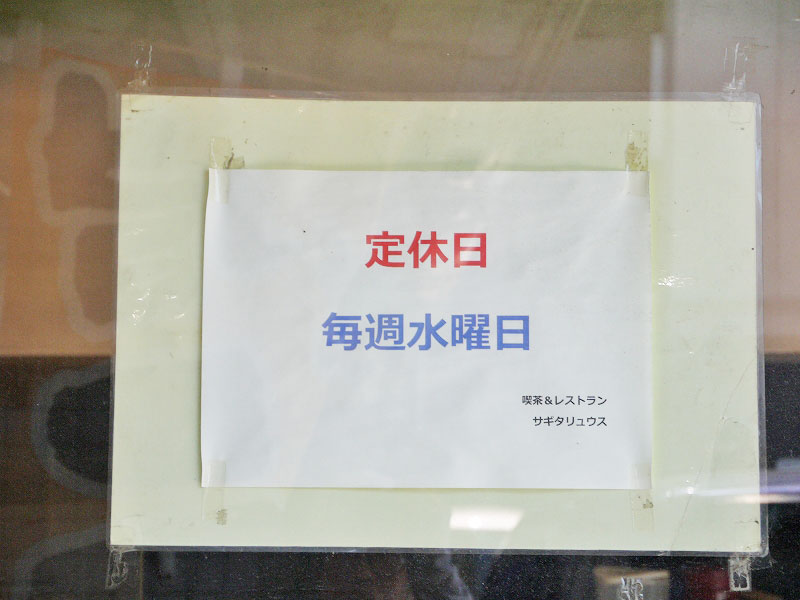 定休日
毎週水曜日
喫茶＆レストラン
サギタリュウス